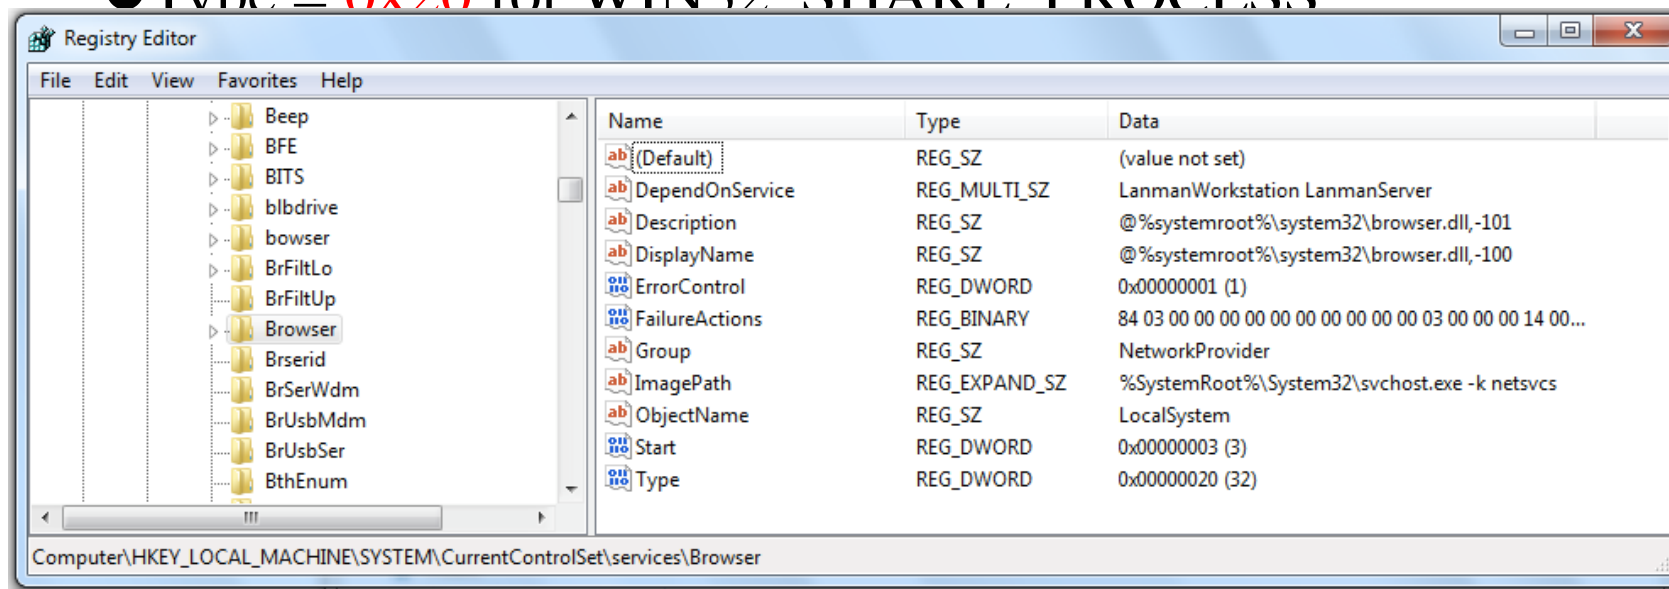 Type = 0x20 for WIN32_SHARE_PROCESS
Registry Editor
File Edit View Favorites Help
Beep
BFE
BITS
blbdrive
bowser
BrFiltLo
BrFiltUp
Browser
Brserid
BrSerWdm
BrUsbMdm
BrUsbSer
BthEnum
Name Type Data
(Default) REG_SZ (value not set)
DependOnService REG_MULTI_SZ LanmanWorkstation LanmanServer
Description REG_SZ @%systemroot%\system32\browser.dll,-101
DisplayName REG_SZ @%systemroot%\system32\browser.dll,-100
ErrorControl REG_DWORD 0x00000001 (1)
FailureActions REG_BINARY 84 03 00 00 00 00 00 00 00 00 00 00 03 00 00 00 14 00...
Group REG_SZ NetworkProvider
ImagePath REG_EXPAND_SZ %SystemRoot%\System32\svchost.exe -k netsvcs
ObjectName REG_SZ LocalSystem
Start REG_DWORD 0x00000003 (3)
Type REG_DWORD 0x00000020 (32)
Computer\HKEY_LOCAL_MACHINE\SYSTEM\CurrentControlSet\services\Browser